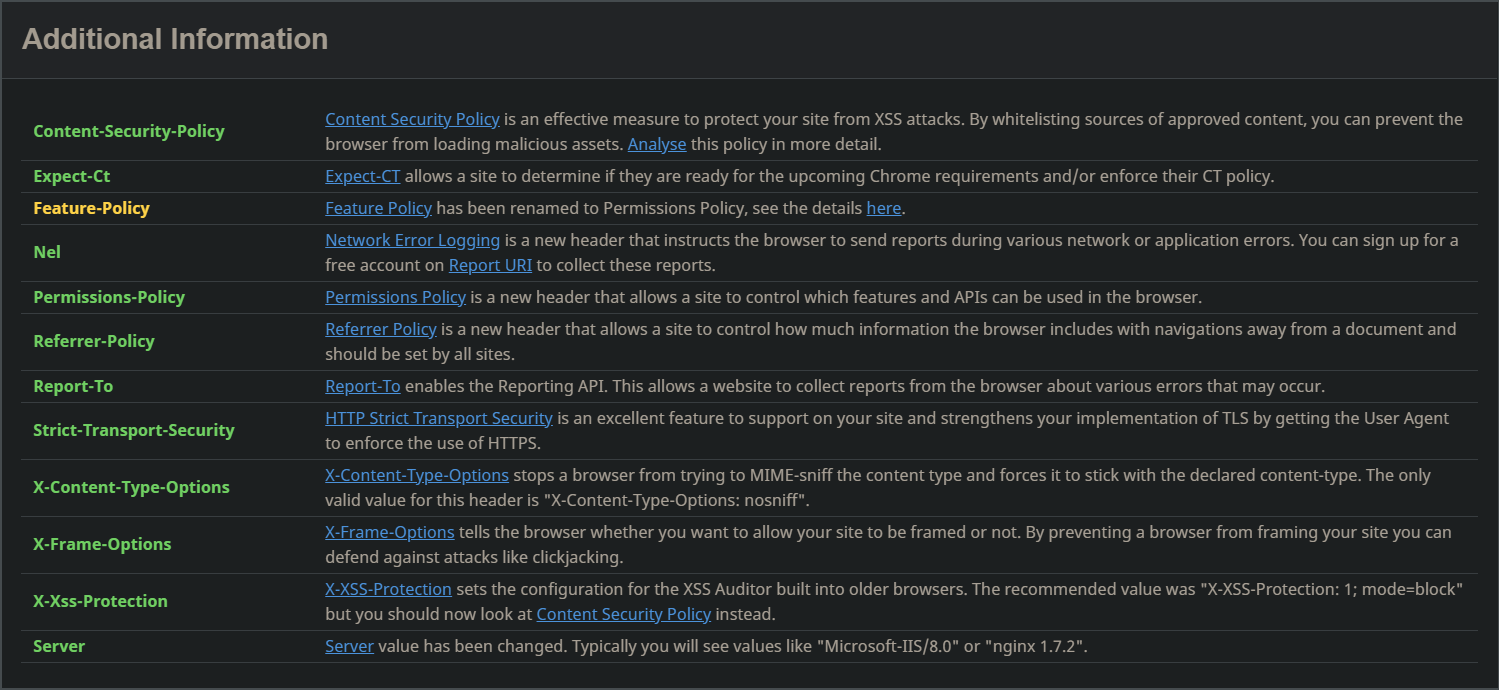 Additional Information
Content-Security-Policy
Content Security Policy is an effective measure to protect your site from XSS attacks. By whitelisting sources of approved content, you can prevent the
browser from loading malicious assets. Analyse this policy in more detail.
Expect-Ct
Expect-CT allows a site to determine if they are ready for the upcoming Chrome requirements and/or enforce their CT policy.
Feature-Policy
Feature Policy has been renamed to Permissions Policy, see the details here.
Nel
Network Error Logging is a new header that instructs the browser to send reports during various network or application errors. You can sign up for a
free account on Report URI to collect these reports.
Permissions-Policy
Permissions Policy is a new header that allows a site to control which features and APIs can be used in the browser.
Referrer-Policy
Referrer Policy is a new header that allows a site to control how much information the browser includes with navigations away from a document and
should be set by all sites.
Report-To
Report-To enables the Reporting API. This allows a website to collect reports from the browser about various errors that may occur.
Strict-Transport-Security
HTTP Strict Transport Security is an excellent feature to support on your site and strengthens your implementation of TLS by getting the User Agent
to enforce the use of HTTPS.
X-Content-Type-Options
X-Content-Type-Options stops a browser from trying to MIME-sniff the content type and forces it to stick with the declared content-type. The only
valid value for this header is "X-Content-Type-Options: nosniff".
X-Frame-Options
X-Frame-Options tells the browser whether you want to allow your site to be framed or not. By preventing a browser from framing your site you can
defend against attacks like clickjacking.
X-Xss-Protection
X-XSS-Protection sets the configuration for the XSS Auditor built into older browsers. The recommended value was "X-XSS-Protection: 1; mode=block"
but you should now look at Content Security Policy instead.
Server
Server value has been changed. Typically you will see values like "Microsoft-IIS/8.0" or "nginx 1.7.2".